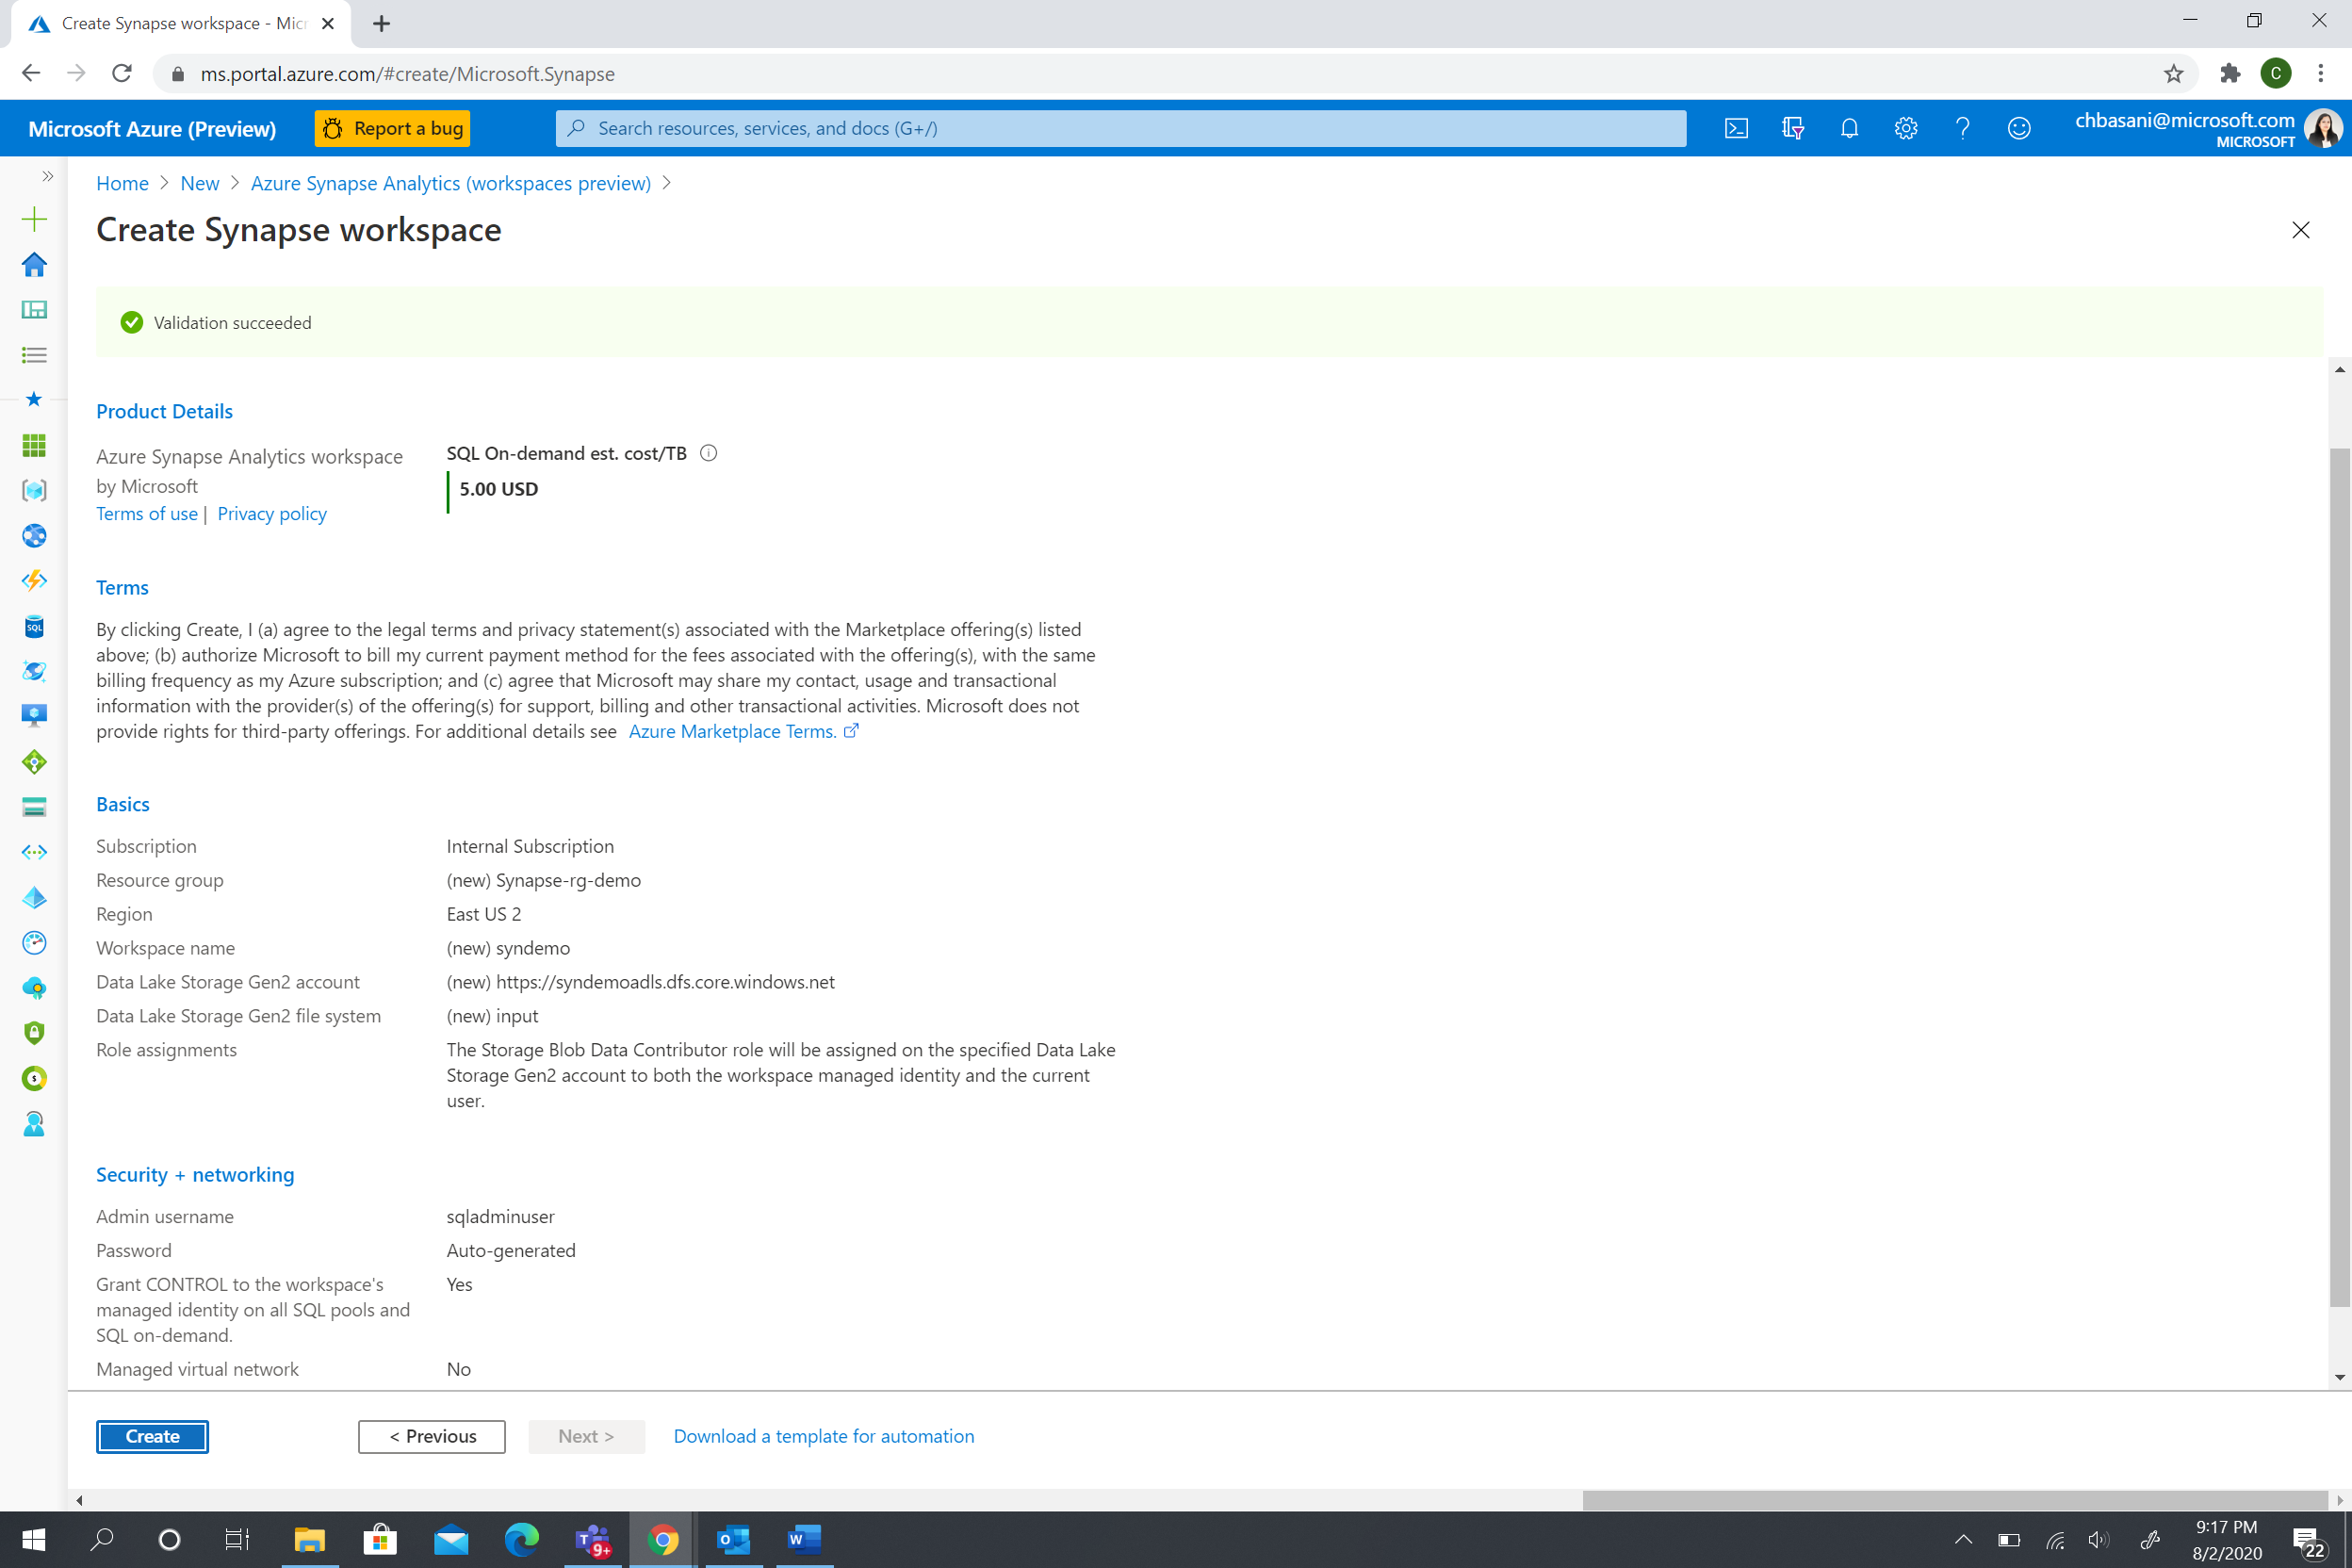 Create Synapse workspace - Micr
ms.portal.azure.com/#create/Microsoft.Synapse
C
Microsoft Azure (Preview)
Report a bug
Search resources, services, and docs (G+/)
chbasani@microsoft.com
MICROSOFT
Home > New > Azure Synapse Analytics (workspaces preview) >
Create Synapse workspace
Validation succeeded
Product Details
Azure Synapse Analytics workspace
by Microsoft
Terms of use | Privacy policy
SQL On-demand est. cost/TB
5.00 USD
Terms
By clicking Create, I (a) agree to the legal terms and privacy statement(s) associated with the Marketplace offering(s) listed
above; (b) authorize Microsoft to bill my current payment method for the fees associated with the offering(s), with the same
billing frequency as my Azure subscription; and (c) agree that Microsoft may share my contact, usage and transactional
information with the provider(s) of the offering(s) for support, billing and other transactional activities. Microsoft does not
provide rights for third-party offerings. For additional details see Azure Marketplace Terms.
Basics
Subscription Internal Subscription
Resource group (new) Synapse-rg-demo
Region East US 2
Workspace name (new) syndemo
Data Lake Storage Gen2 account (new) https://syndemoadls.dfs.core.windows.net
Data Lake Storage Gen2 file system (new) input
Role assignments The Storage Blob Data Contributor role will be assigned on the specified Data Lake
Storage Gen2 account to both the workspace managed identity and the current
user.
Security + networking
Admin username sqladminuser
Password Auto-generated
Grant CONTROL to the workspace's Yes
managed identity on all SQL pools and
SQL on-demand.
Managed virtual network No
Create
< Previous
Next >
Download a template for automation
9+
9:17 PM
8/2/2020
22